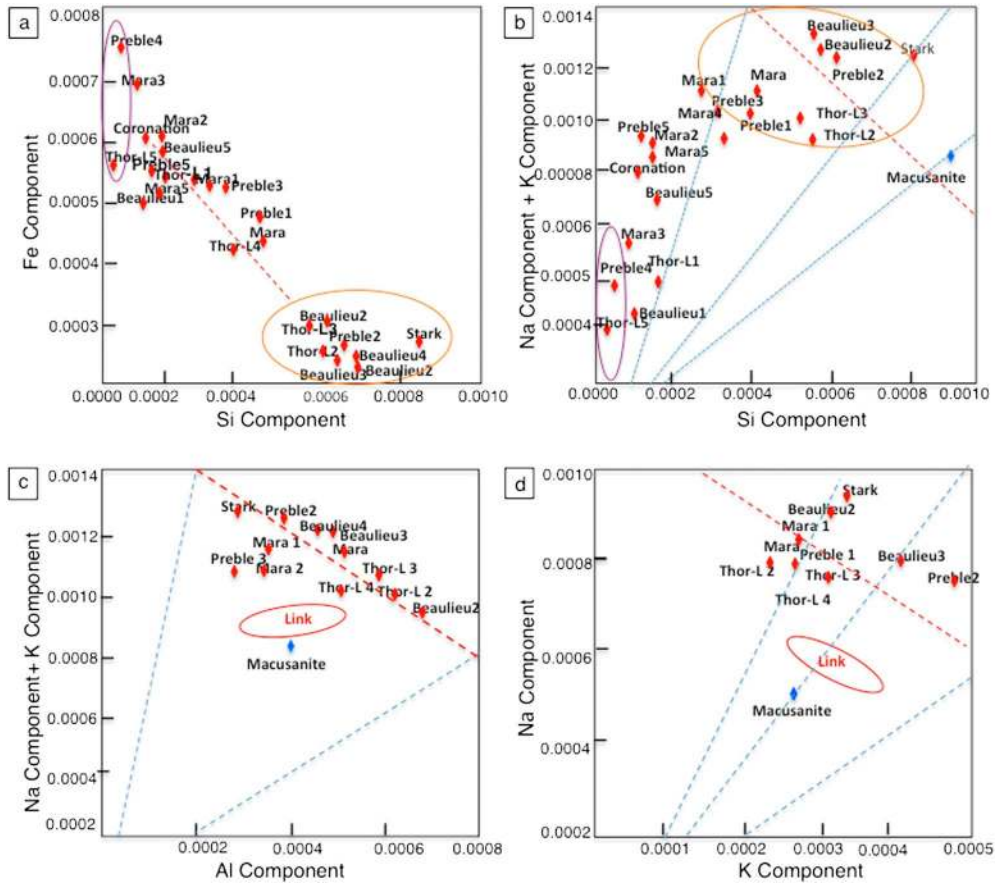 a
Fe Component
0.0007
0.0006
0.0005
0.0004
0.0003
Preble4
Mara3
Mara2
Coronation
Beaulieu5
Thor-L5
Preble5
Thor-L1
Mara1
Preble3
Mara5
Beaulieu1
Preble1
Mara
Thor-L4
Beaulieu2
Thor-L3
Preble2
Stark
Thor-L2
Beaulieu4
Beaulieu3
Beaulieu2
0.0000 0.0002 0.0004 0.0006 0.0008 0.0010
Si Component
b
Na Component + K Component
0.0014
0.0012
0.0010
0.00008
0.0006
0.0005
0.0004
Beaulieu3
Beaulieu2
Stark
Preble2
Mara1
Mara
Preble3
Mara4
Thor-L3
Preble5
Preble1
Mara2
Thor-L2
Mara5
Coronation
Macusanite
Beaulieu5
Mara3
Preble4
Thor-L1
Beaulieu1
Thor-L5
0.0000 0.0002 0.0004 0.0006 0.0008 0.0010
Si Component
c
Na Component + K Component
0.0014
0.0012
0.0010
0.0008
0.0006
0.0004
0.0002
Stark
Preble2
Beaulieu4
Beaulieu3
Mara 1
Mara
Preble 3
Mara 2
Thor-L 3
Thor-L 4
Thor-L 2
Beaulieu2
Link
Macusanite
0.0002 0.0004 0.0006 0.0008
Al Component
d
Na Component
0.0010
0.0008
0.0006
0.0004
0.0002
Stark
Beaulieu2
Mara 1
Mara
Preble 1
Beaulieu3
Thor-L 2
Thor-L 3
Preble2
Thor-L 4
Link
Macusanite
0.0001 0.0002 0.0003 0.0004 0.0005
K Component